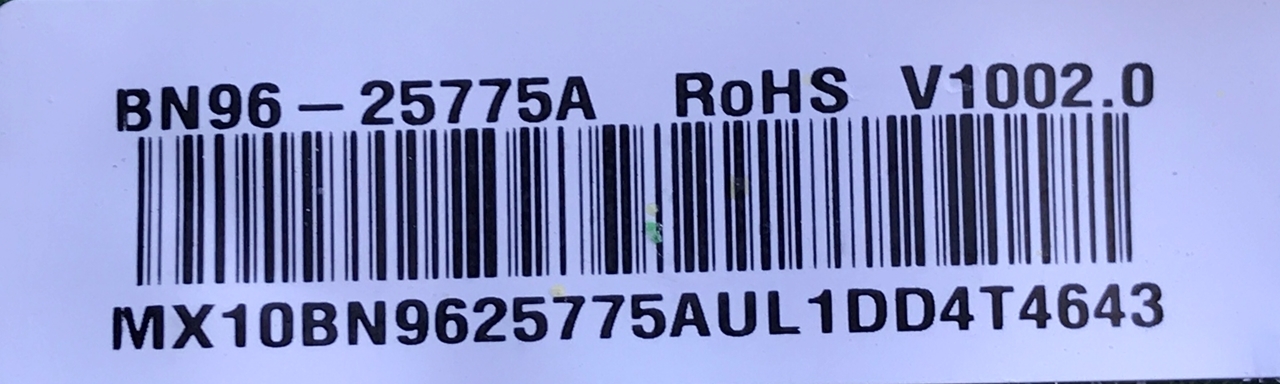 BN96-25775A RoHS V1002.0
MX10BN9625775AUL1DD4T4643